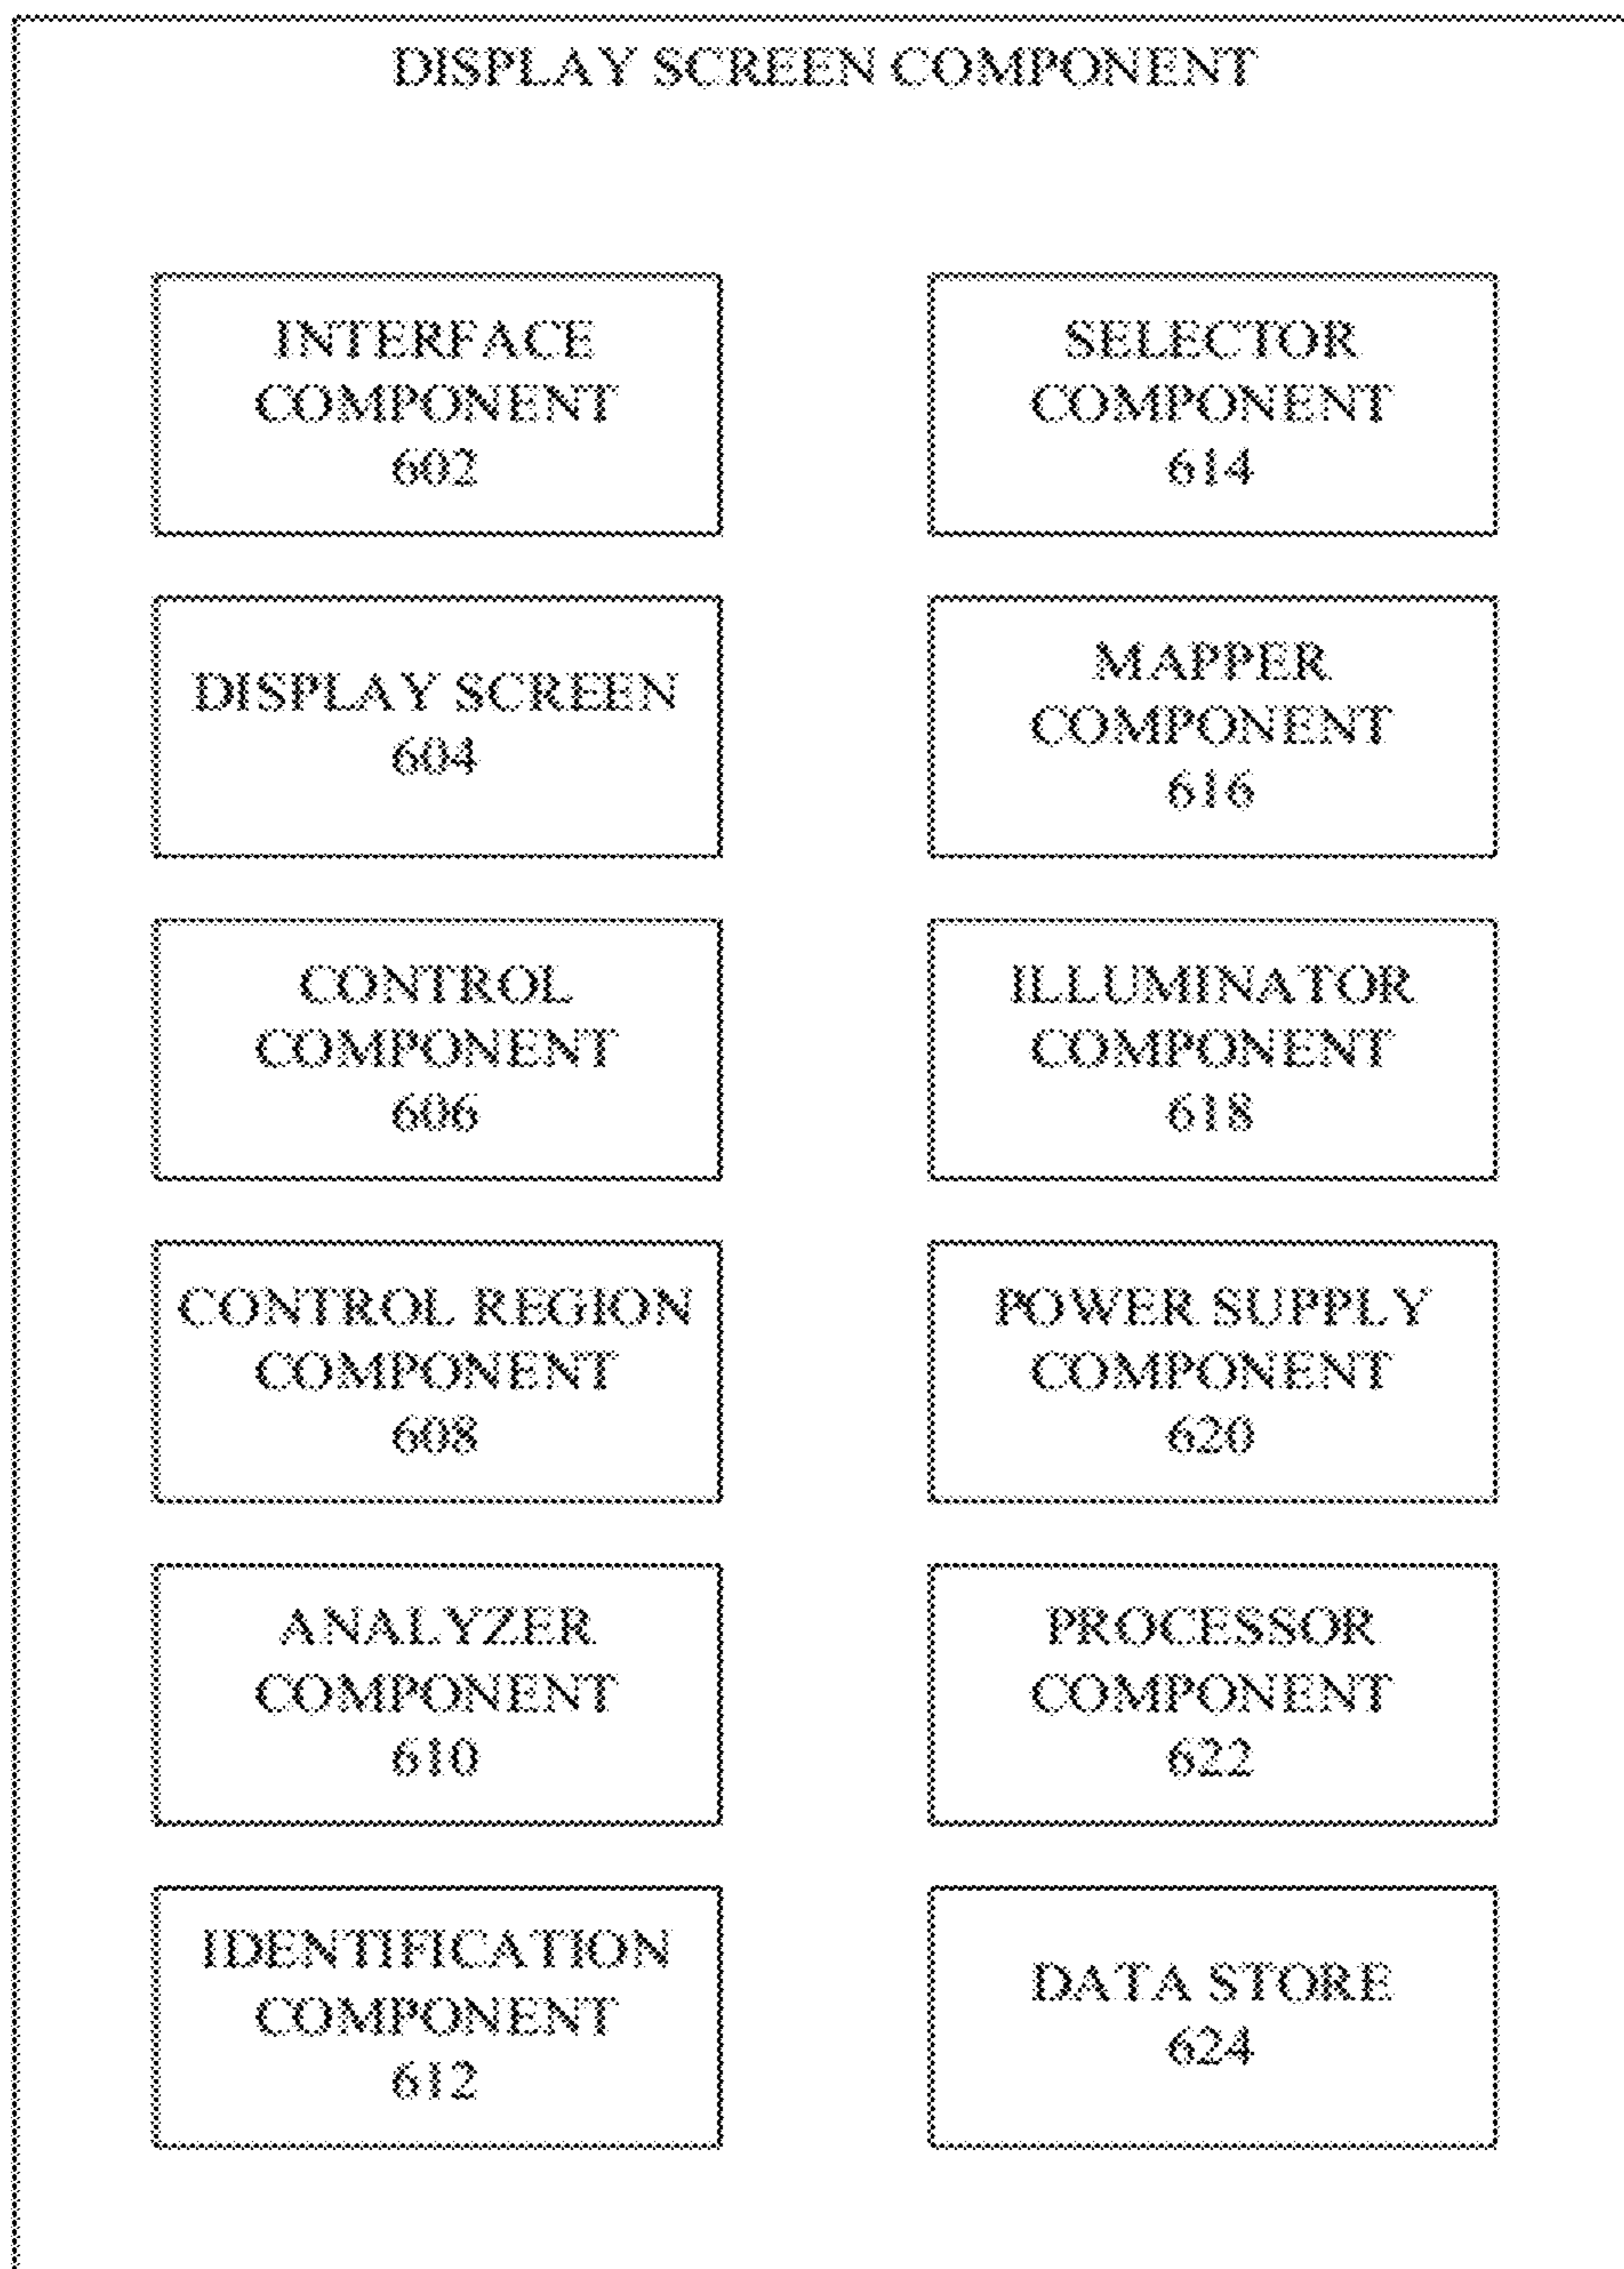 DISPLAY SCREEN COMPONENT
INTERFACE
COMPONENT
602
DISPLAY SCREEN
604
CONTROL
COMPONENT
606
CONTROL REGION
COMPONENT
608
ANALYZER
COMPONENT
610
IDENTIFICATION
COMPONENT
612
SELECTOR
COMPONENT
614
MAPPER
COMPONENT
616
ILLUMINATOR
COMPONENT
618
POWER SUPPLY
COMPONENT
620
PROCESSOR
COMPONENT
622
DATA STORE
624